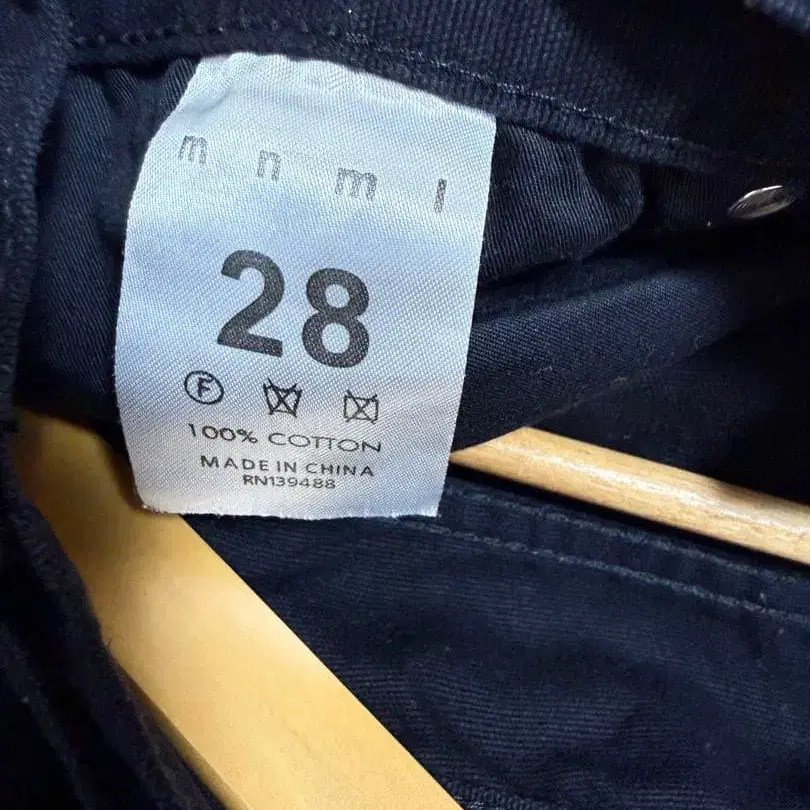 m n m l
28
F
100% COTTON
MADE IN CHINA
RN139488